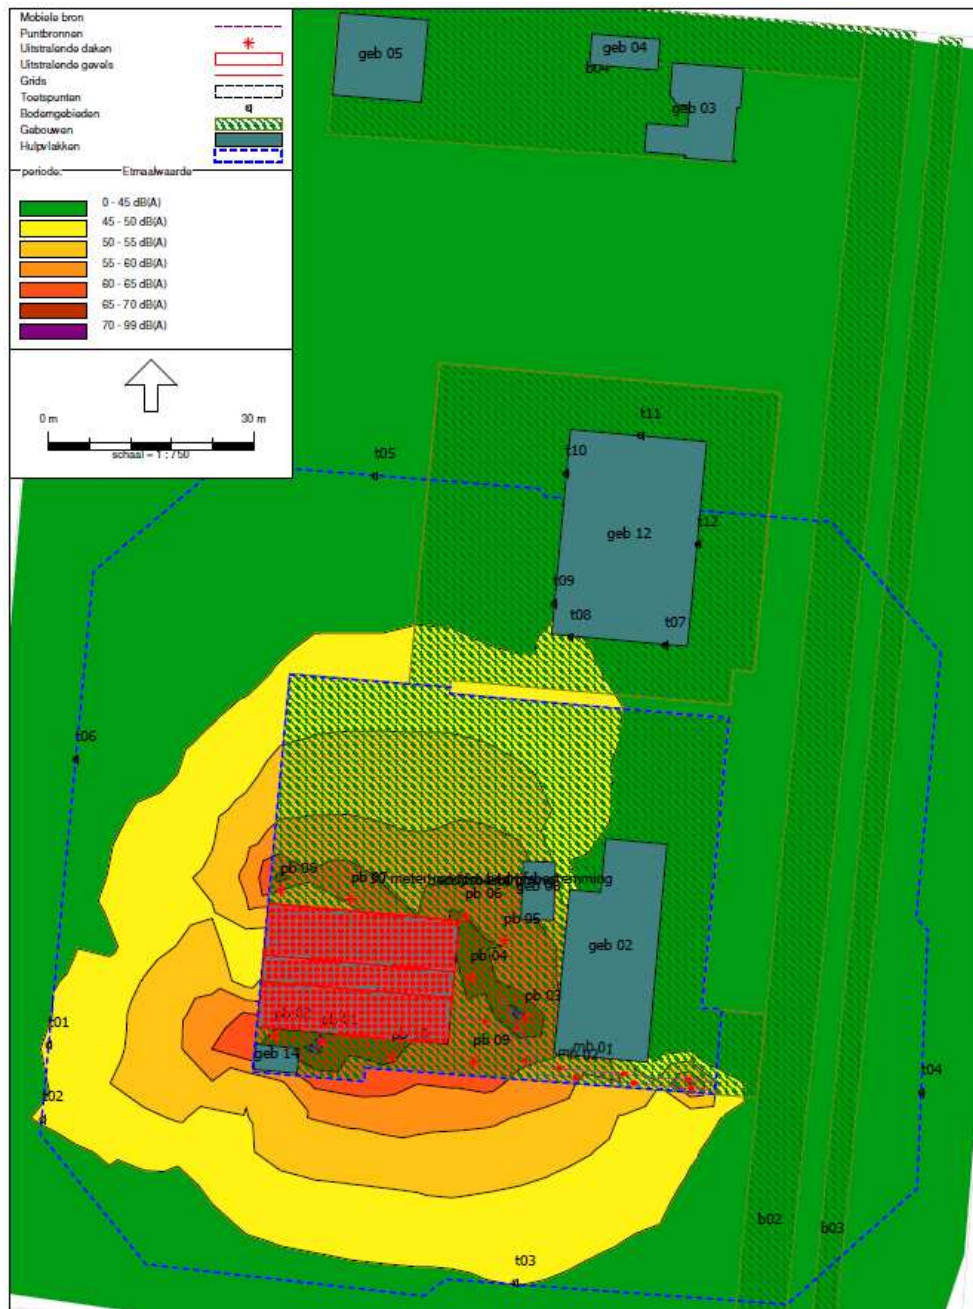 Mobiele bron
Puntbronnen
Uitstralende daken
Uitstralende gevels
Grids
Toetspunten
Bodemgebieden
Gebouwen
Hulpvlakken
periode: Etmaalwaarde
0 - 45 dB(A)
45 - 50 dB(A)
50 - 55 dB(A)
55 - 60 dB(A)
60 - 65 dB(A)
65 - 70 dB(A)
70 - 99 dB(A)
0 m 30 m
schaal = 1 : 750
geb 05
geb 04
geb 03
t11
t10
t05
t12
geb 12
t09
t08
t07
t06
pb 08
pb 06
pb 05
geb 02
pb 04
pb 03
t01
pb 09
mb 01
geb 14
mb 02
t04
t02
b02
b03
t03